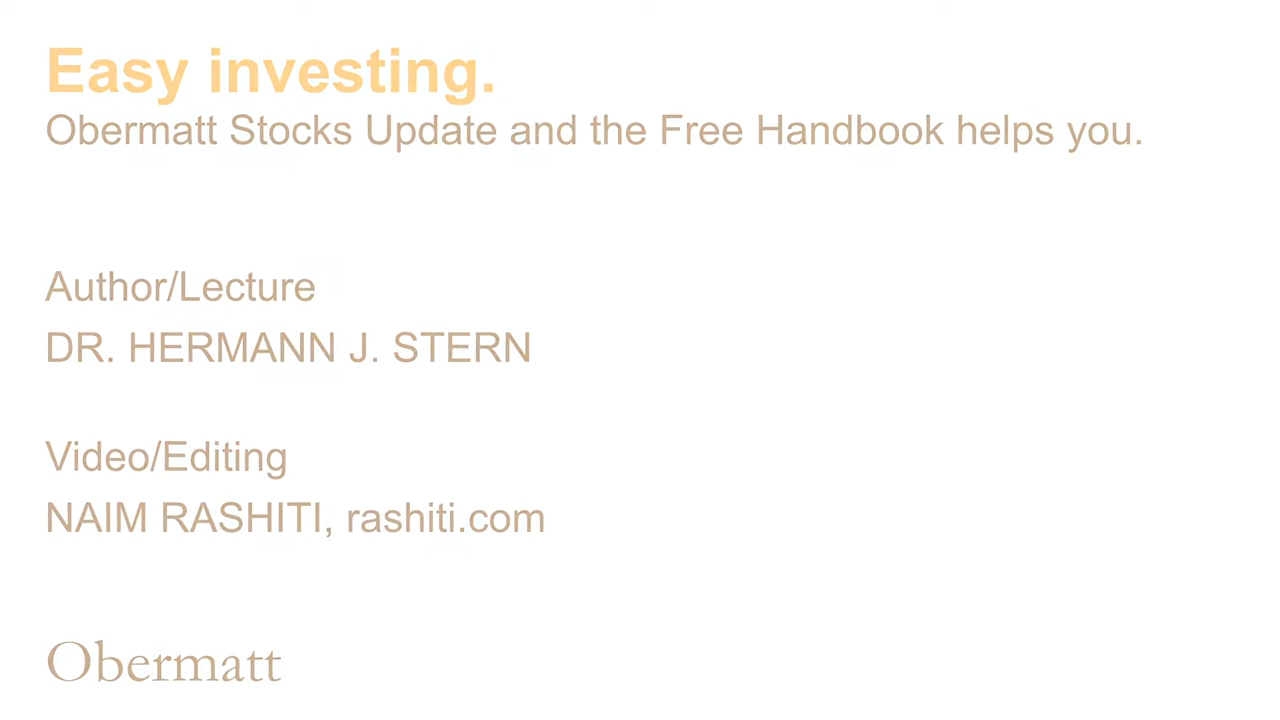 Easy investing.
Obermatt Stocks Update and the Free Handbook helps you.
Author/Lecture
DR. HERMANN J. STERN
Video/Editing
NAIM RASHITI, rashiti.com
Obermatt